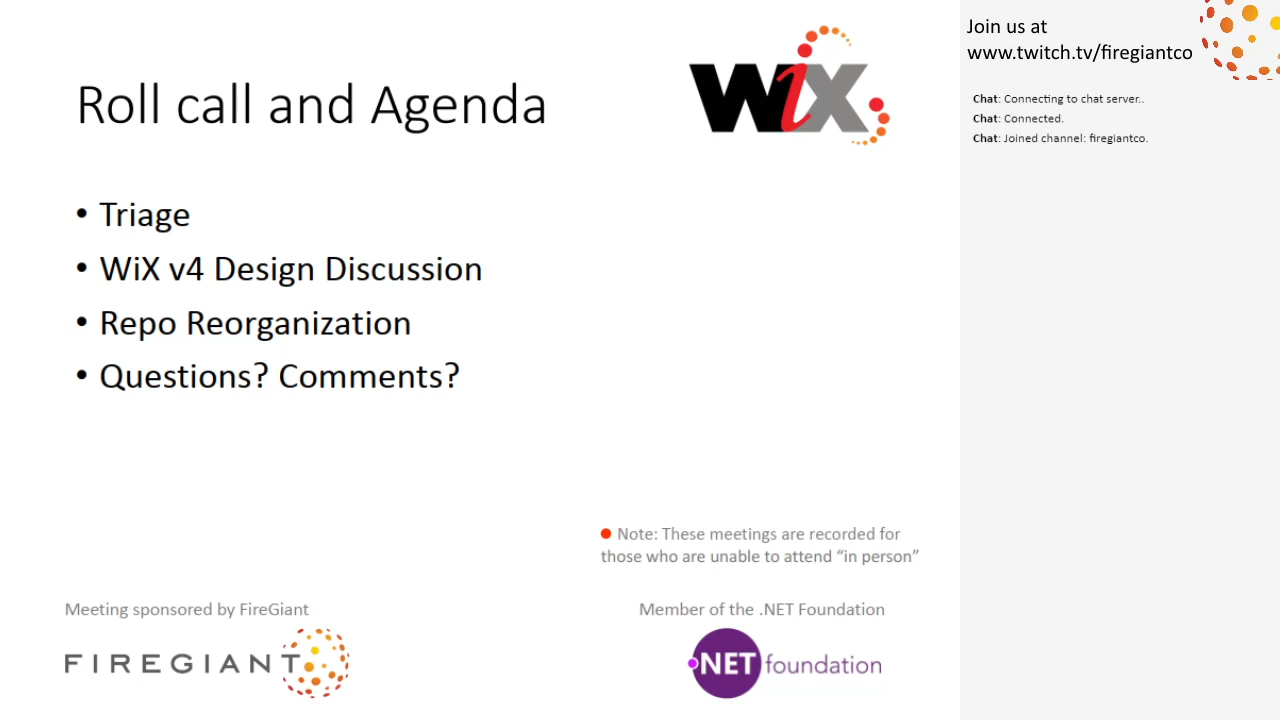 Roll call and Agenda
WiX
• Triage
• WiX v4 Design Discussion
• Repo Reorganization
• Questions? Comments?
Note: These meetings are recorded for
those who are unable to attend “in person”
Meeting sponsored by FireGiant
FIREGIANT
Member of the .NET Foundation
.NET foundation
Join us at
www.twitch.tv/firegiantco
Chat: Connecting to chat server..
Chat: Connected.
Chat: Joined channel: firegiantco.